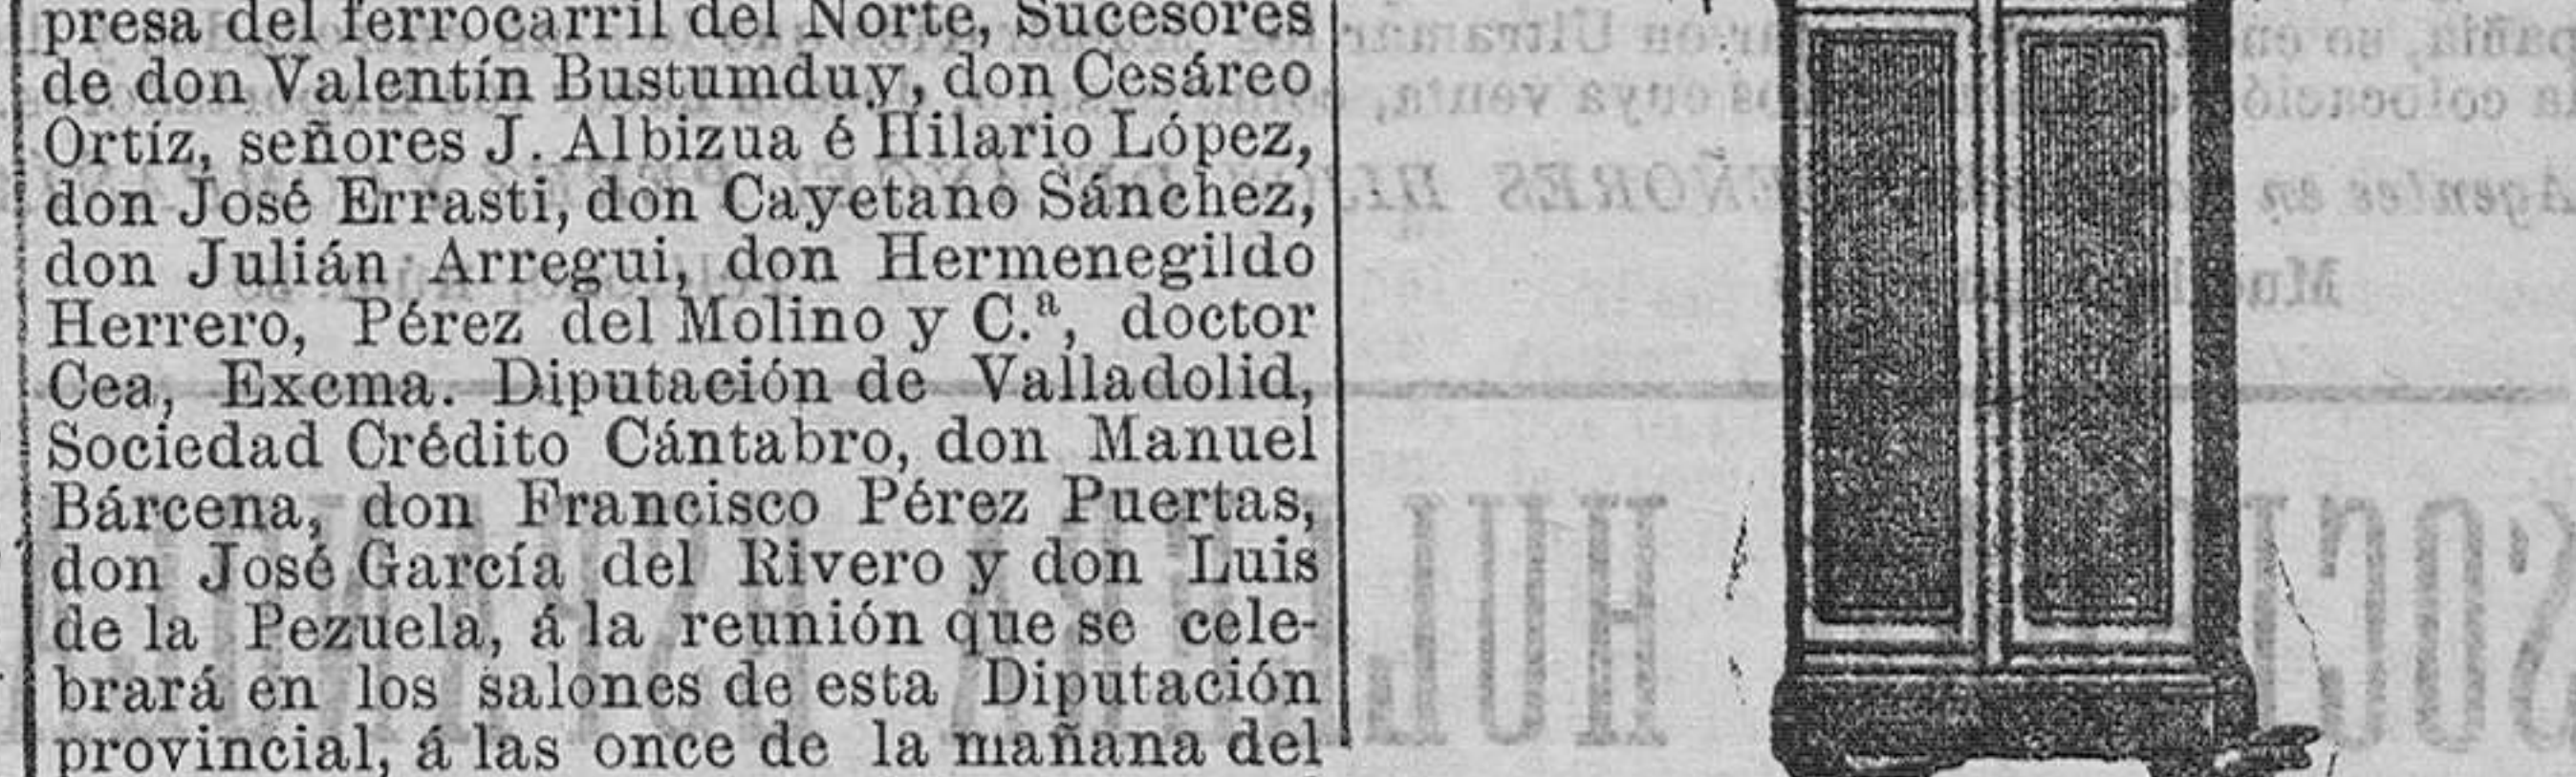 presa del ferrocarril del Norte, Sucesores
de don Valentín Bustumduy, don Cesáreo
Ortíz, señores J. Albizua é Hilario López,
don José Errasti, don Cayetano Sánchez,
don Julián Arregui, don Hermenegildo
Herrero, Pérez del Molino y C.ª, doctor
Cea, Excma. Diputación de Valladolid,
Sociedad Crédito Cántabro, don Manuel
Bárcena, don Francisco Pérez Puertas,
don José García del Rivero y don Luis
de la Pezuela, á la reunión que se cele-
brará en los salones de esta Diputación
provincial, á las once de la mañana del